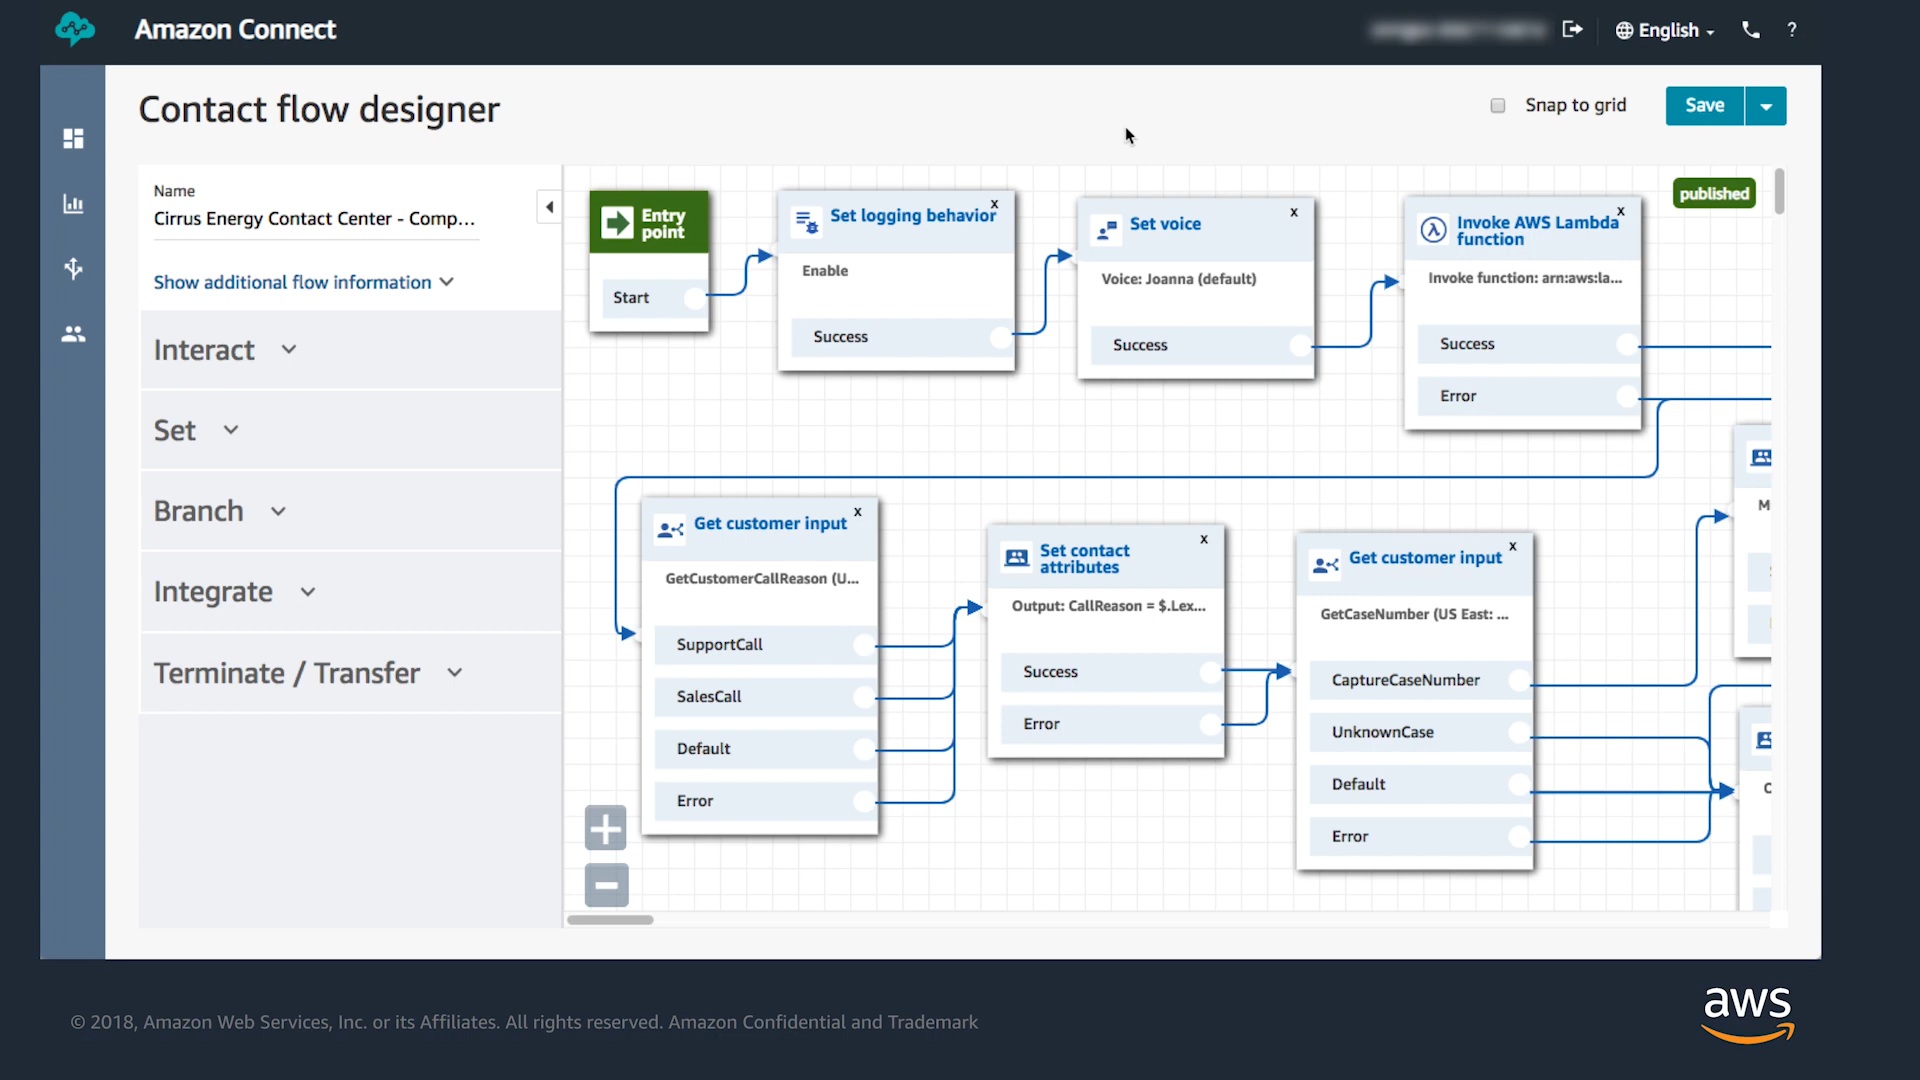 Amazon Connect
English
?
Contact flow designer
Snap to grid
Save
Name
Cirrus Energy Contact Center - Comp...
Show additional flow information
Interact
Set
Branch
Integrate
Terminate / Transfer
published
Entry
point
Start
Set logging behavior
x
Enable
Success
Set voice
x
Voice: Joanna (default)
Success
Invoke AWS Lambda
function
x
Invoke function: arn:aws:la...
Success
Error
Get customer input
x
GetCustomerCallReason (U...
SupportCall
SalesCall
Default
Error
Set contact
attributes
x
Output: CallReason = $.Lex...
Success
Error
Get customer input
x
GetCaseNumber (US East: ...
CaptureCaseNumber
UnknownCase
Default
Error
M
© 2018, Amazon Web Services, Inc. or its Affiliates. All rights reserved. Amazon Confidential and Trademark
aws